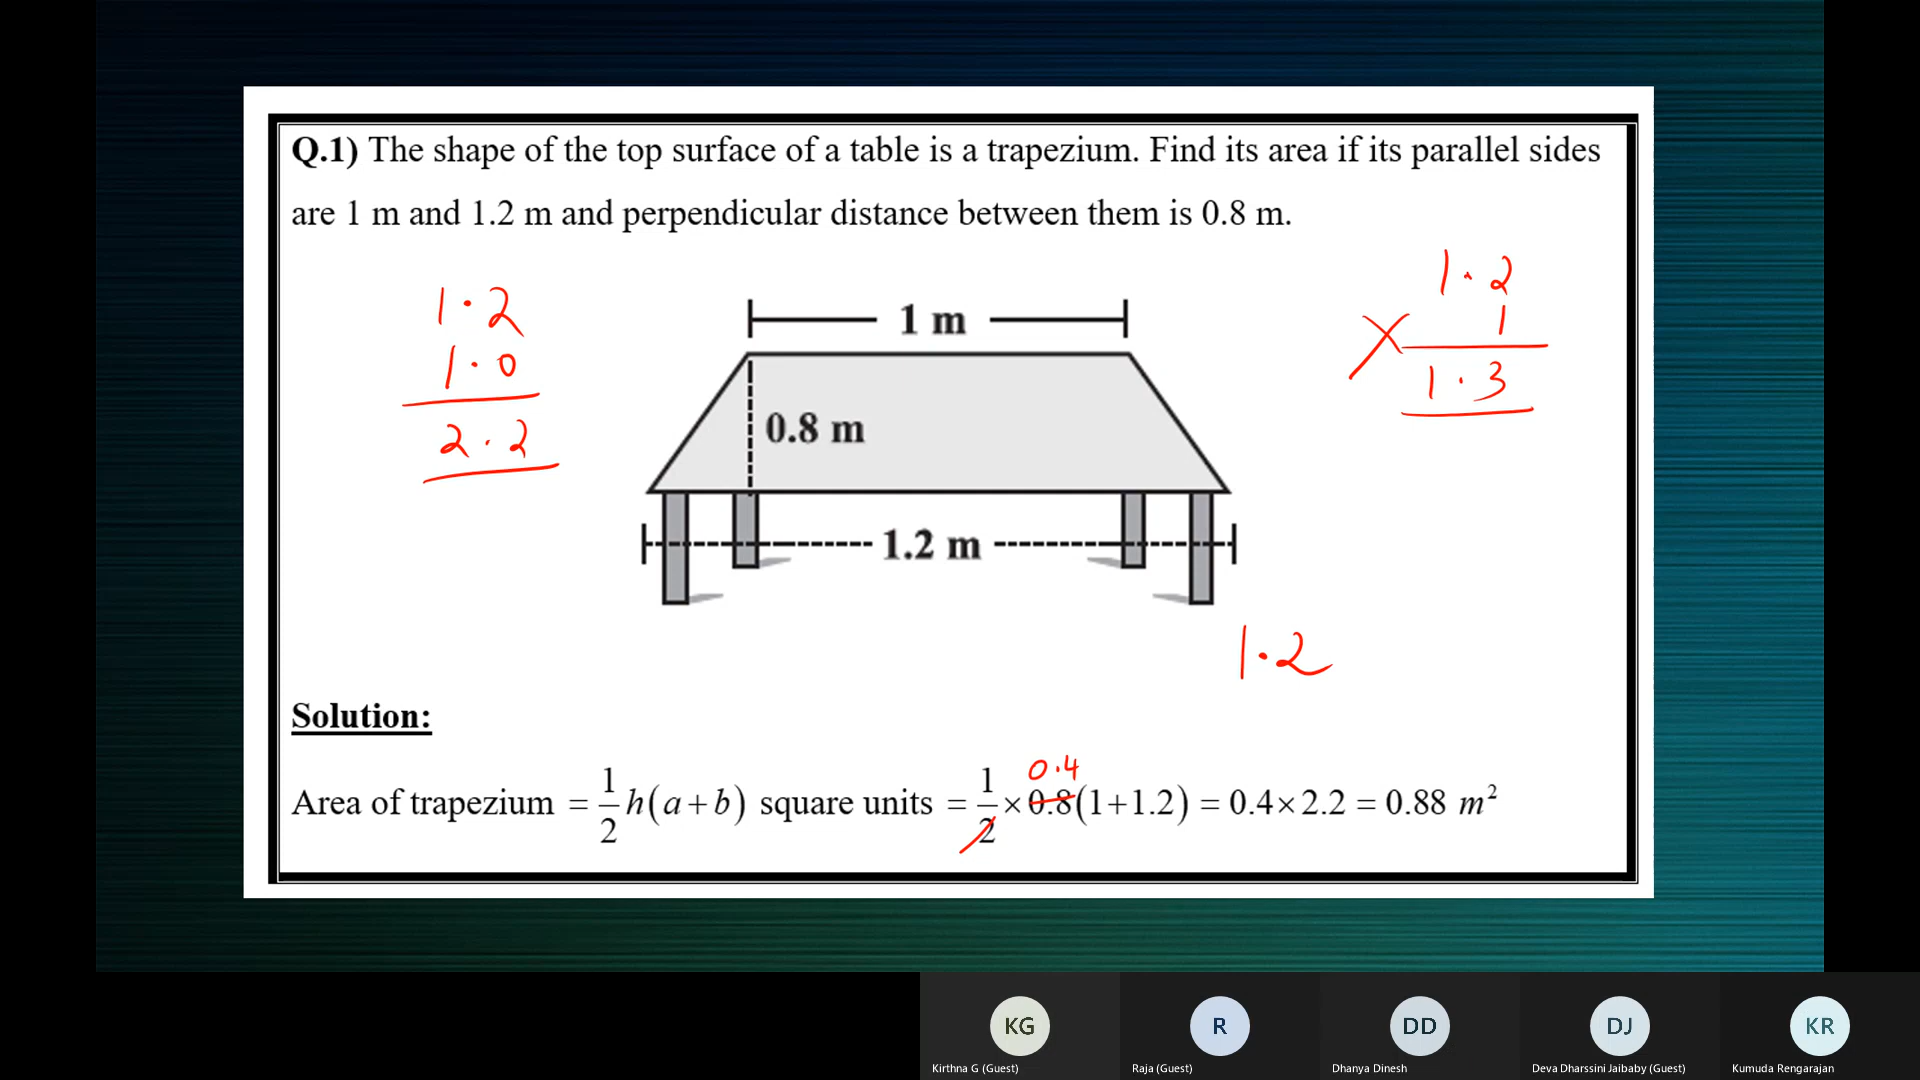 Q.1) The shape of the top surface of a table is a trapezium. Find its area if its parallel sides
are 1 m and 1.2 m and perpendicular distance between them is 0.8 m.
1.2
1.0
2.2
1 m
0.8 m
1.2 m
1.2
1
X
1.3
1.2
Solution:
0.4
Area of trapezium = 1/2 h(a+b) square units = 1/2 × 0.8(1+1.2) = 0.4×2.2 = 0.88 m²
KG
Kirthna G (Guest)
R
Raja (Guest)
DD
Dhanya Dinesh
DJ
Deva Dharssini Jaibaby (Guest)
KR
Kumuda Rengarajan